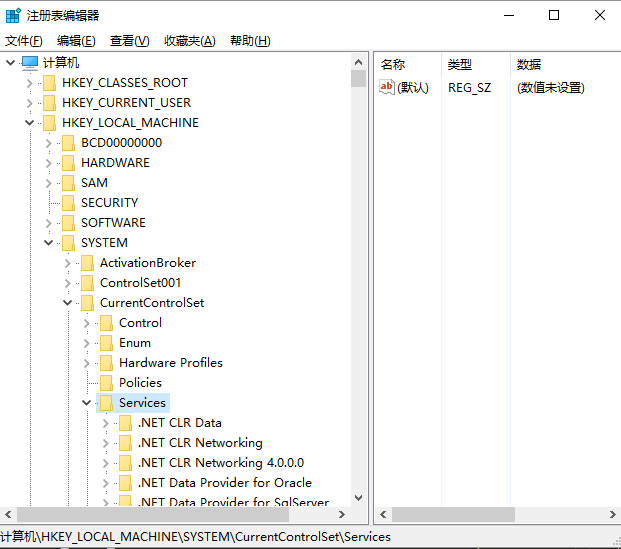 注册表编辑器
文件(F) 编辑(E) 查看(V) 收藏夹(A) 帮助(H)
计算机
HKEY_CLASSES_ROOT
HKEY_CURRENT_USER
HKEY_LOCAL_MACHINE
BCD00000000
HARDWARE
SAM
SECURITY
SOFTWARE
SYSTEM
ActivationBroker
ControlSet001
CurrentControlSet
Control
Enum
Hardware Profiles
Policies
Services
.NET CLR Data
.NET CLR Networking
.NET CLR Networking 4.0.0.0
.NET Data Provider for Oracle
.NET Data Provider for SqlServer
名称 类型 数据
ab (默认) REG_SZ (数值未设置)
计算机\HKEY_LOCAL_MACHINE\SYSTEM\CurrentControlSet\Services